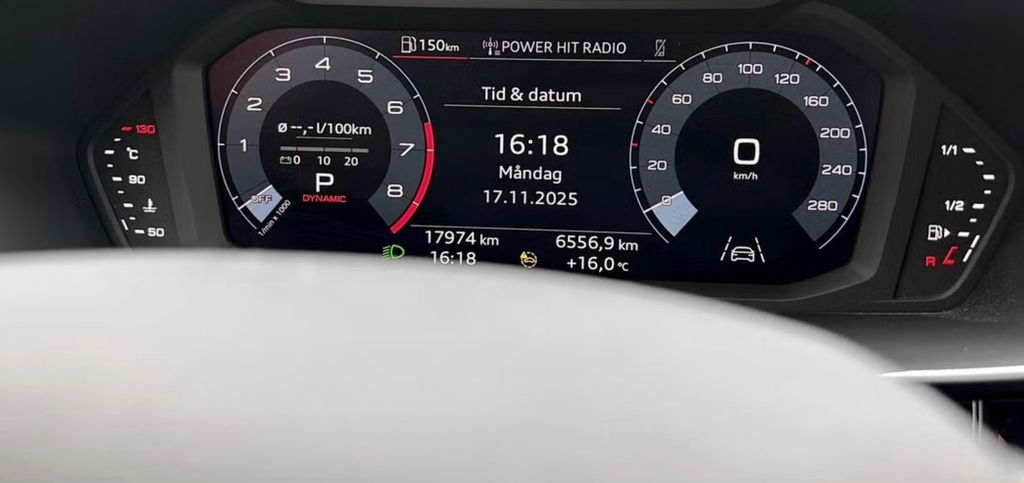 150km
POWER HIT RADIO
Tid & datum
16:18
Måndag
17.11.2025
17974 km
6556,9 km
16:18
+16,0 °C
1
2
3
4
5
6
7
8
OFF
1/min x 1000
Ø --,- l/100km
0 10 20
P
DYNAMIC
0
20
40
60
80
100
120
160
200
240
280
0
km/h
130
°C
90
50
1/1
1/2
R